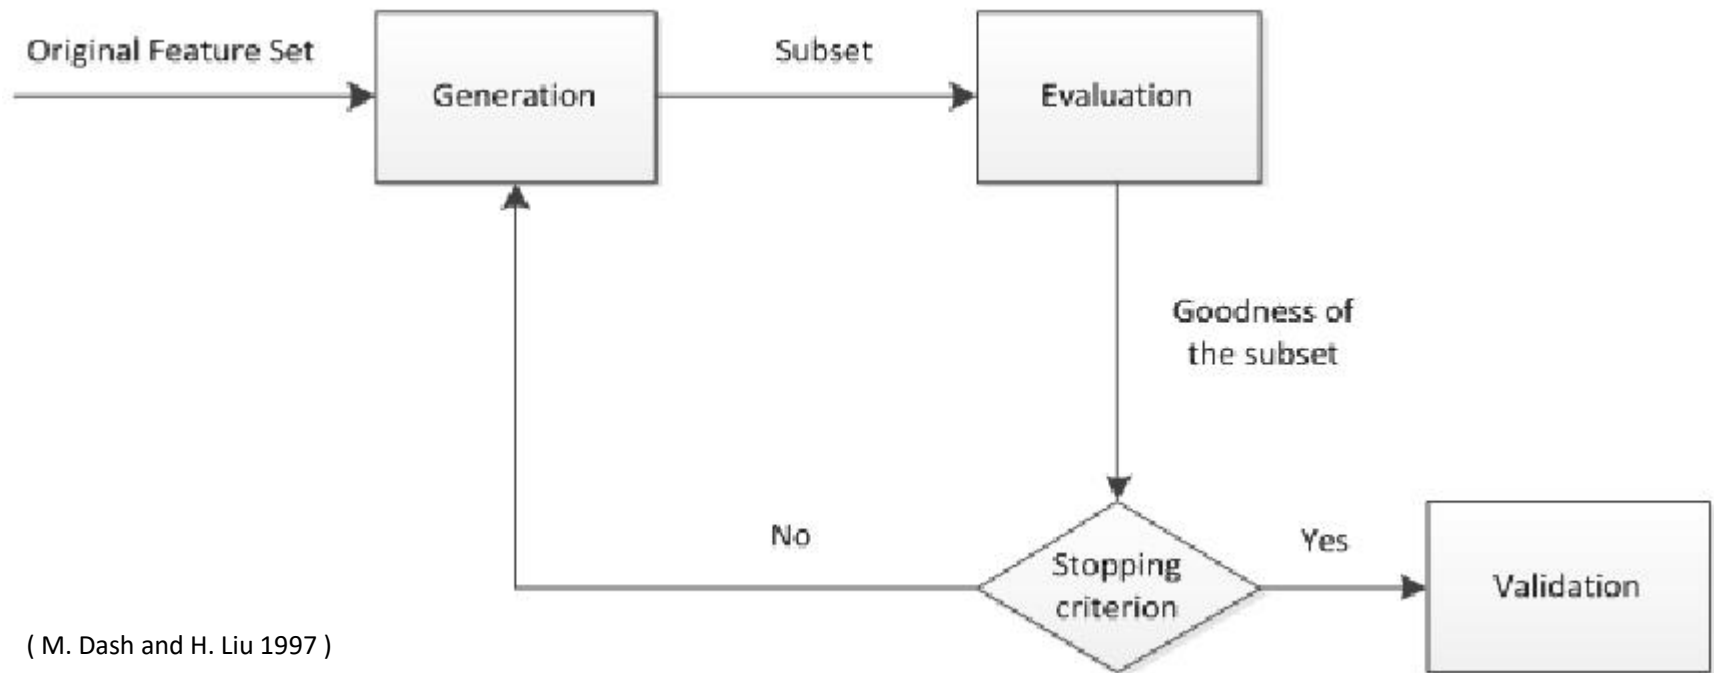 Original Feature Set
Generation
Subset
Evaluation
Goodness of
the subset
No
Stopping
criterion
Yes
Validation
( M. Dash and H. Liu 1997 )